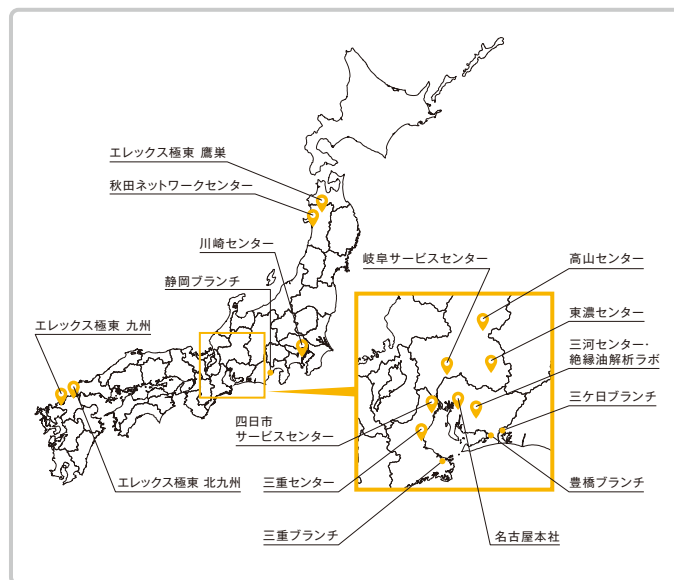 エレックス極東 鷹巣
秋田ネットワークセンター
川崎センター
静岡ブランチ
岐阜サービスセンター
高山センター
エレックス極東 九州
東濃センター
三河センター・
絶縁油解析ラボ
三ケ日ブランチ
四日市
サービスセンター
エレックス極東 北九州
三重センター
豊橋ブランチ
三重ブランチ
名古屋本社